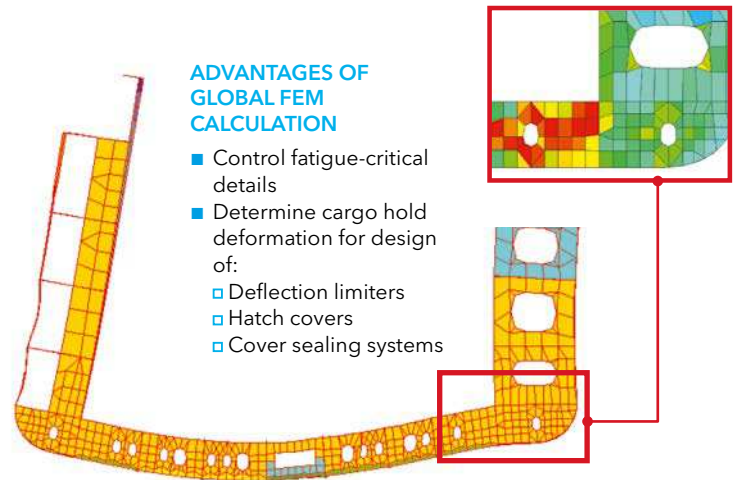 ADVANTAGES OF
GLOBAL FEM
CALCULATION
■ Control fatigue-critical
details
■ Determine cargo hold
deformation for design
of:
□ Deflection limiters
□ Hatch covers
□ Cover sealing systems